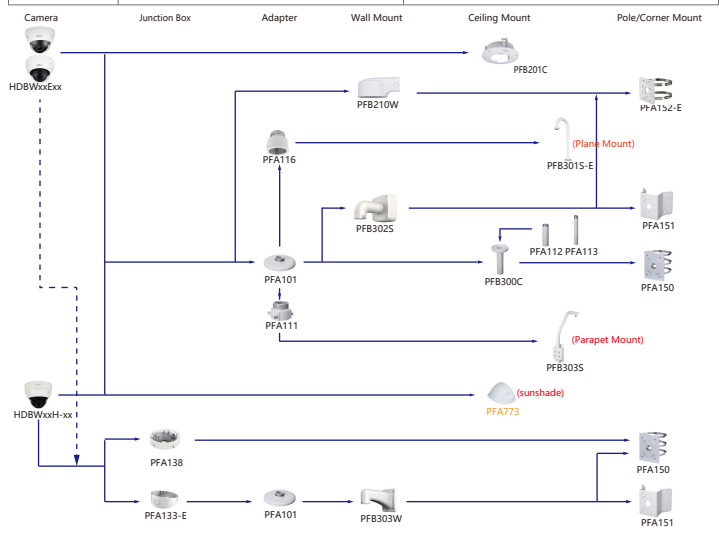 Camera
Junction Box
Adapter
Wall Mount
Ceiling Mount
Pole/Corner Mount
HDBWxxExx
PFB201C
PFB210W
PFA152-E
PFA116
(Plane Mount)
PFB301S-E
PFB302S
PFA151
PFA112 PFA113
PFA101
PFB300C
PFA150
PFA111
(Parapet Mount)
PFB303S
HDBWxxH-xx
(sunshade)
PFA773
PFA138
PFA150
PFA133-E
PFA101
PFB303W
PFA151